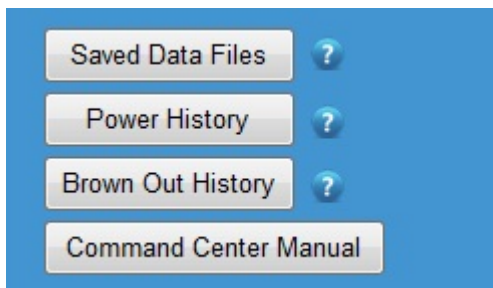 Saved Data Files ?
Power History ?
Brown Out History ?
Command Center Manual